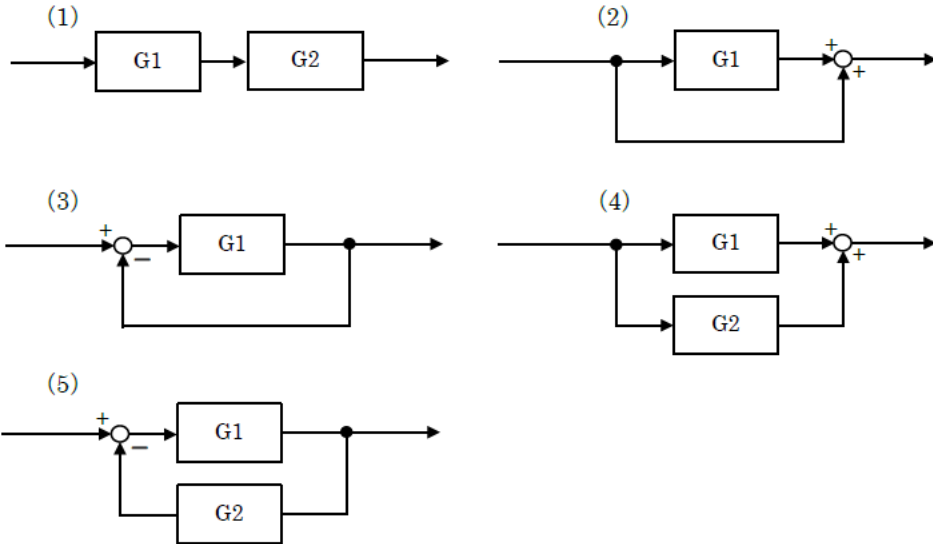 (1)
G1
G2
(2)
G1
+
+
(3)
+
−
G1
(4)
G1
+
+
G2
(5)
+
−
G1
G2